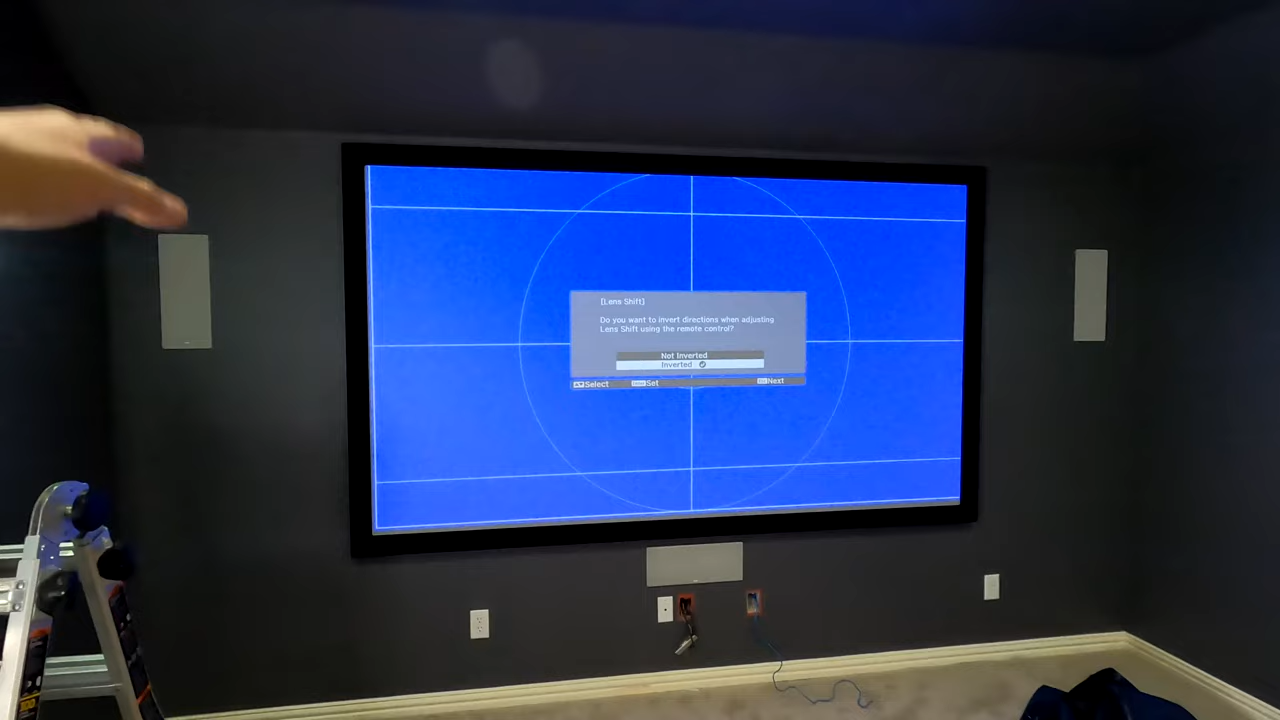 [Lens Shift]
Do you want to invert directions when adjusting
Lens Shift using the remote control?
Not Inverted
Inverted
Select Set Next